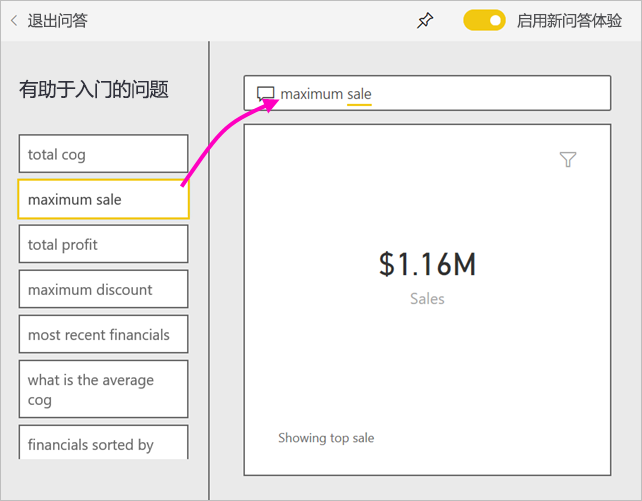 退出问答
启用新问答体验
有助于入门的问题
total cog
maximum sale
total profit
maximum discount
most recent financials
what is the average
cog
financials sorted by
maximum sale
$1.16M
Sales
Showing top sale